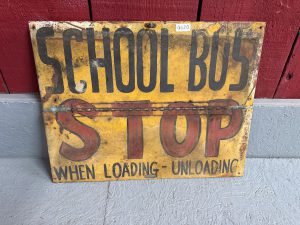 SCHOOL BUS
STOP
WHEN LOADING - UNLOADING